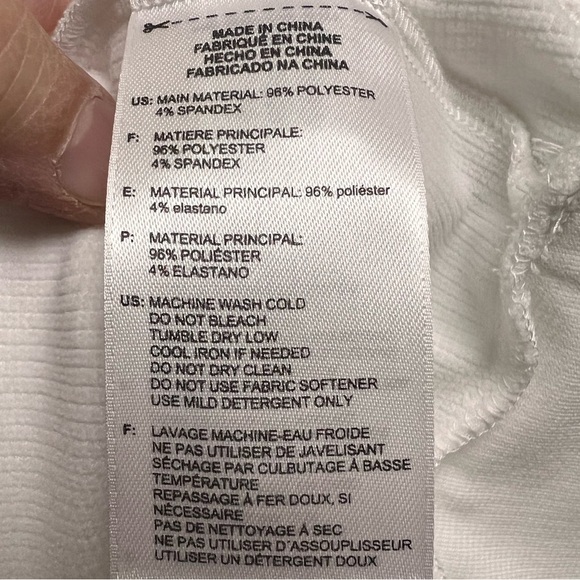 MADE IN CHINA
FABRIQUÉ EN CHINE
HECHO EN CHINA
FABRICADO NA CHINA
US: MAIN MATERIAL: 96% POLYESTER
4% SPANDEX
F: MATIERE PRINCIPALE:
96% POLYESTER
4% SPANDEX
E: MATERIAL PRINCIPAL: 96% poliéster
4% elastano
P: MATERIAL PRINCIPAL:
96% POLIÉSTER
4% ELASTANO
US: MACHINE WASH COLD
DO NOT BLEACH
TUMBLE DRY LOW
COOL IRON IF NEEDED
DO NOT DRY CLEAN
DO NOT USE FABRIC SOFTENER
USE MILD DETERGENT ONLY
F: LAVAGE MACHINE-EAU FROIDE
NE PAS UTILISER DE JAVELISANT
SÉCHAGE PAR CULBUTAGE À BASSE
TEMPÉRATURE
REPASSAGE À FER DOUX, SI
NÉCESSAIRE
PAS DE NETTOYAGE À SEC
NE PAS UTILISER D'ASSOUPLISSEUR
UTILISER UN DÉTERGENT DOUX